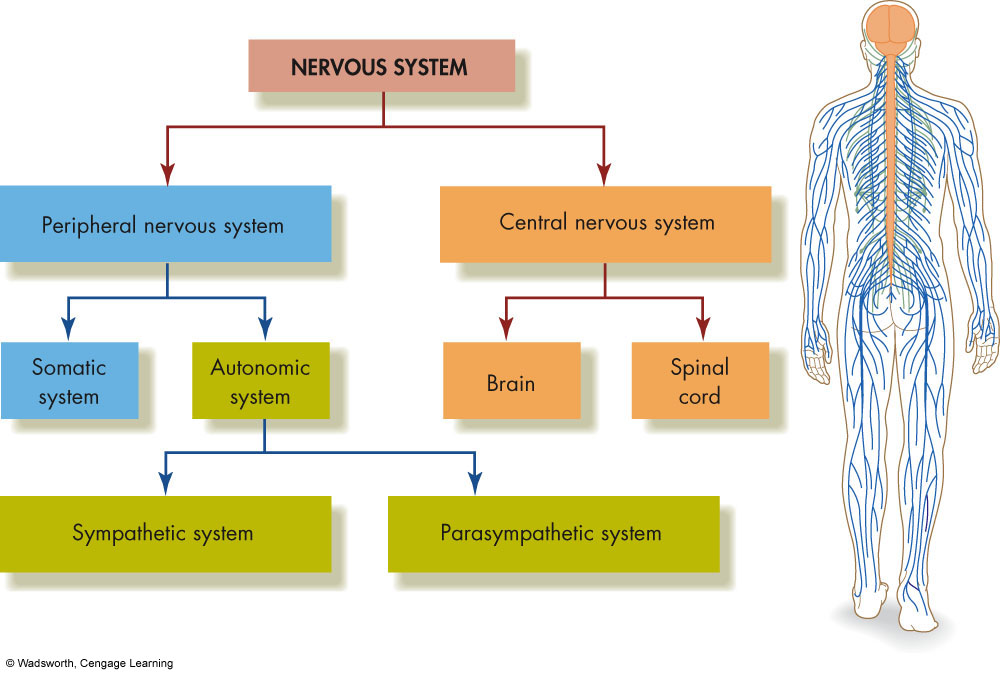 NERVOUS SYSTEM
Peripheral nervous system
Central nervous system
Somatic
system
Autonomic
system
Brain
Spinal
cord
Sympathetic system
Parasympathetic system
© Wadsworth, Cengage Learning